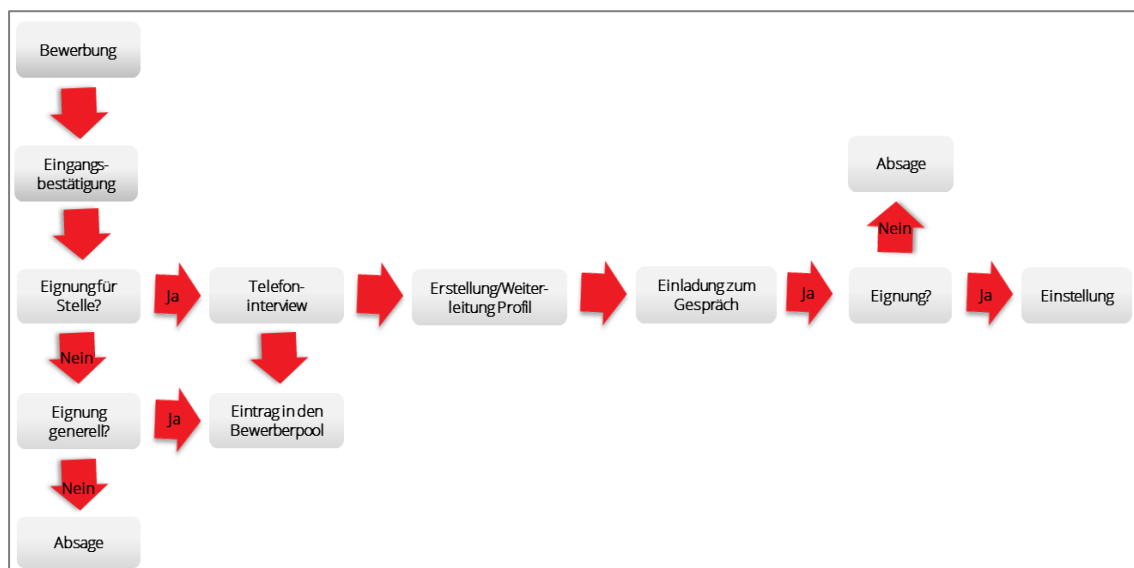 Bewerbung
Eingangs-
bestätigung
Absage
Nein
Eignung für
Stelle?
Ja
Telefon-
interview
Erstellung/Weiter-
leitung Profil
Einladung zum
Gespräch
Ja
Eignung?
Ja
Einstellung
Nein
Eignung
generell?
Ja
Eintrag in den
Bewerberpool
Nein
Absage